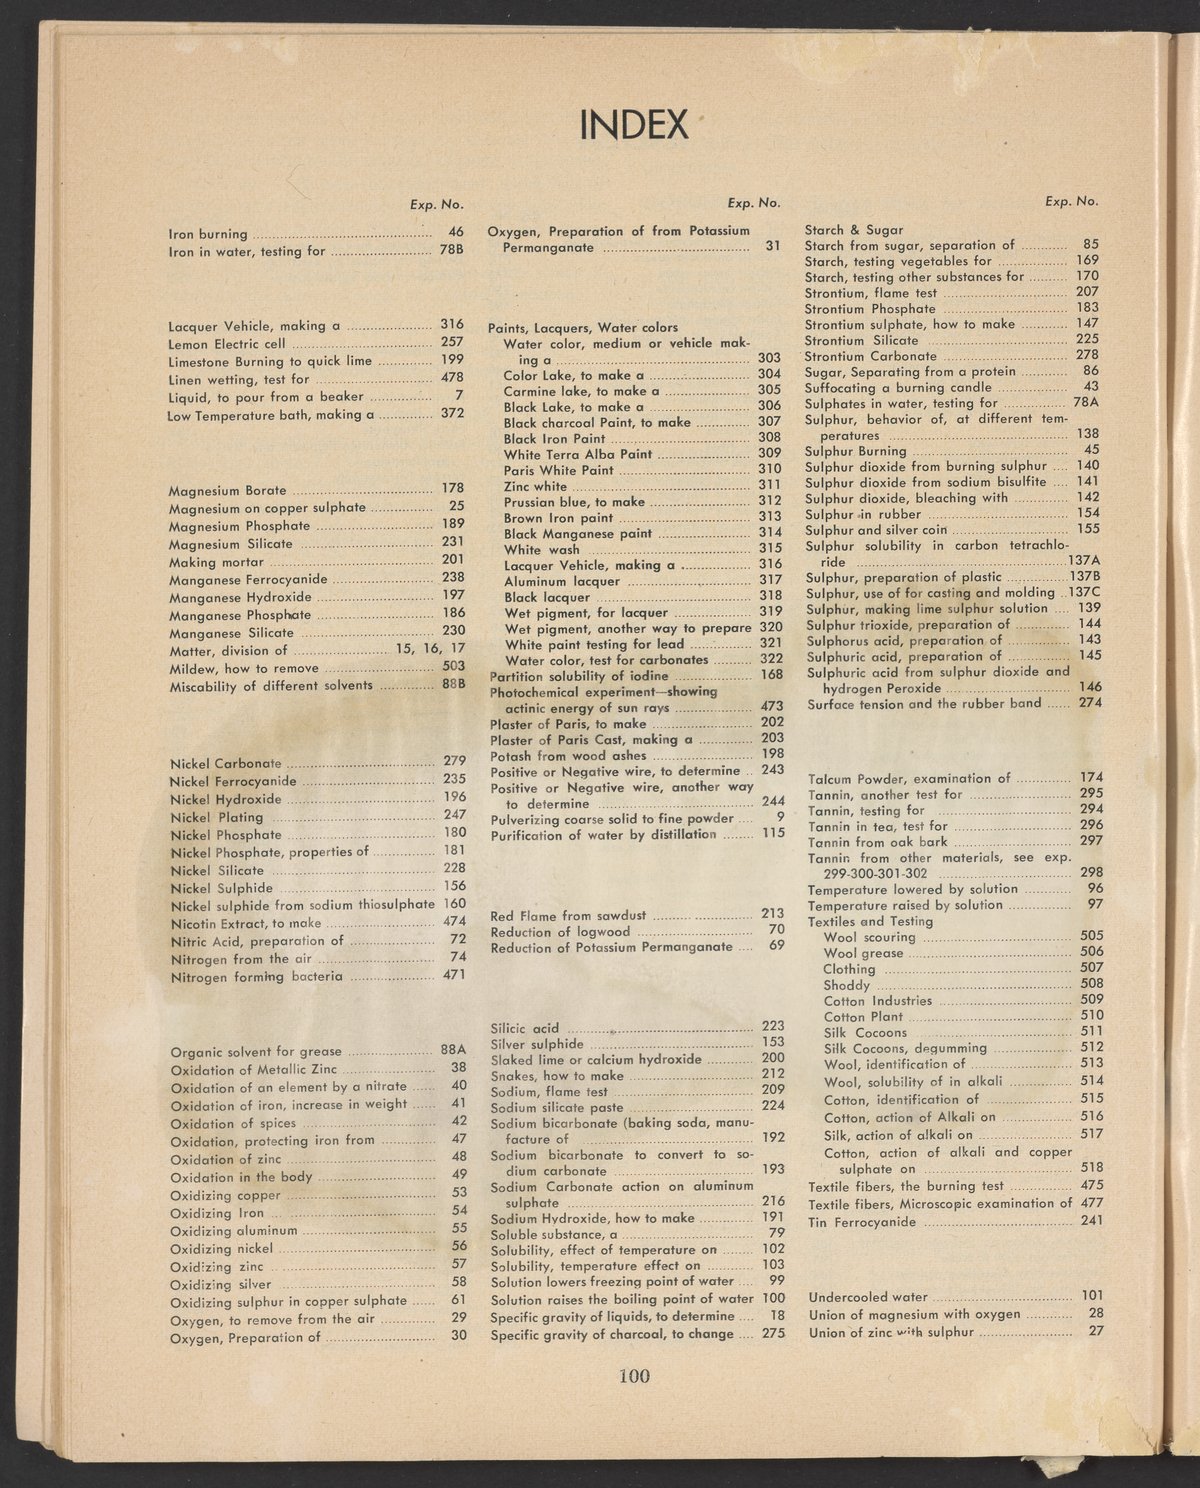 INDEX
Exp. No.
Iron burning 46
Iron in water, testing for 78B
Lacquer Vehicle, making a 316
Lemon Electric cell 257
Limestone Burning to quick lime 199
Linen wetting, test for 478
Liquid, to pour from a beaker 7
Low Temperature bath, making a 372
Magnesium Borate 178
Magnesium on copper sulphate 25
Magnesium Phosphate 189
Magnesium Silicate 231
Making mortar 201
Manganese Ferrocyanide 238
Manganese Hydroxide 197
Manganese Phosphate 186
Manganese Silicate 230
Matter, division of 15, 16, 17
Mildew, how to remove 503
Miscability of different solvents 88B
Nickel Carbonate 279
Nickel Ferrocyanide 235
Nickel Hydroxide 196
Nickel Plating 247
Nickel Phosphate 180
Nickel Phosphate, properties of 181
Nickel Silicate 228
Nickel Sulphide 156
Nickel sulphide from sodium thiosulphate 160
Nicotin Extract, to make 474
Nitric Acid, preparation of 72
Nitrogen from the air 74
Nitrogen forming bacteria 471
Organic solvent for grease 88A
Oxidation of Metallic Zinc 38
Oxidation of an element by a nitrate 40
Oxidation of iron, increase in weight 41
Oxidation of spices 42
Oxidation, protecting iron from 47
Oxidation of zinc 48
Oxidation in the body 49
Oxidizing copper 53
Oxidizing Iron 54
Oxidizing aluminum 55
Oxidizing nickel 56
Oxidizing zinc 57
Oxidizing silver 58
Oxidizing sulphur in copper sulphate 61
Oxygen, to remove from the air 29
Oxygen, Preparation of 30
Exp. No.
Oxygen, Preparation of from Potassium
Permanganate 31
Paints, Lacquers, Water colors
Water color, medium or vehicle mak-
ing a 303
Color Lake, to make a 304
Carmine lake, to make a 305
Black Lake, to make a 306
Black charcoal Paint, to make 307
Black Iron Paint 308
White Terra Alba Paint 309
Paris White Paint 310
Zinc white 311
Prussian blue, to make 312
Brown Iron paint 313
Black Manganese paint 314
White wash 315
Lacquer Vehicle, making a 316
Aluminum lacquer 317
Black lacquer 318
Wet pigment, for lacquer 319
Wet pigment, another way to prepare 320
White paint testing for lead 321
Water color, test for carbonates 322
Partition solubility of iodine 168
Photochemical experiment—showing
actinic energy of sun rays 473
Plaster of Paris, to make 202
Plaster of Paris Cast, making a 203
Potash from wood ashes 198
Positive or Negative wire, to determine 243
Positive or Negative wire, another way
to determine 244
Pulverizing coarse solid to fine powder 9
Purification of water by distillation 115
Red Flame from sawdust 213
Reduction of logwood 70
Reduction of Potassium Permanganate 69
Silicic acid 223
Silver sulphide 153
Slaked lime or calcium hydroxide 200
Snakes, how to make 212
Sodium, flame test 209
Sodium silicate paste 224
Sodium bicarbonate (baking soda, manu-
facture of 192
Sodium bicarbonate to convert to so-
dium carbonate 193
Sodium Carbonate action on aluminum
sulphate 216
Sodium Hydroxide, how to make 191
Soluble substance, a 79
Solubility, effect of temperature on 102
Solubility, temperature effect on 103
Solution lowers freezing point of water 99
Solution raises the boiling point of water 100
Specific gravity of liquids, to determine 18
Specific gravity of charcoal, to change 275
Exp. No.
Starch & Sugar
Starch from sugar, separation of 85
Starch, testing vegetables for 169
Starch, testing other substances for 170
Strontium, flame test 207
Strontium Phosphate 183
Strontium sulphate, how to make 147
Strontium Silicate 225
Strontium Carbonate 278
Sugar, Separating from a protein 86
Suffocating a burning candle 43
Sulphates in water, testing for 78A
Sulphur, behavior of, at different tem-
peratures 138
Sulphur Burning 45
Sulphur dioxide from burning sulphur 140
Sulphur dioxide from sodium bisulfite 141
Sulphur dioxide, bleaching with 142
Sulphur in rubber 154
Sulphur and silver coin 155
Sulphur solubility in carbon tetrachlo-
ride 137A
Sulphur, preparation of plastic 137B
Sulphur, use of for casting and molding 137C
Sulphur, making lime sulphur solution 139
Sulphur trioxide, preparation of 144
Sulphorus acid, preparation of 143
Sulphuric acid, preparation of 145
Sulphuric acid from sulphur dioxide and
hydrogen Peroxide 146
Surface tension and the rubber band 274
Talcum Powder, examination of 174
Tannin, another test for 295
Tannin, testing for 294
Tannin in tea, test for 296
Tannin from oak bark 297
Tannin from other materials, see exp.
299-300-301-302 298
Temperature lowered by solution 96
Temperature raised by solution 97
Textiles and Testing
Wool scouring 505
Wool grease 506
Clothing 507
Shoddy 508
Cotton Industries 509
Cotton Plant 510
Silk Cocoons 511
Silk Cocoons, degumming 512
Wool, identification of 513
Wool, solubility of in alkali 514
Cotton, identification of 515
Cotton, action of Alkali on 516
Silk, action of alkali on 517
Cotton, action of alkali and copper
sulphate on 518
Textile fibers, the burning test 475
Textile fibers, Microscopic examination of 477
Tin Ferrocyanide 241
Undercooled water 101
Union of magnesium with oxygen 28
Union of zinc with sulphur 27
100